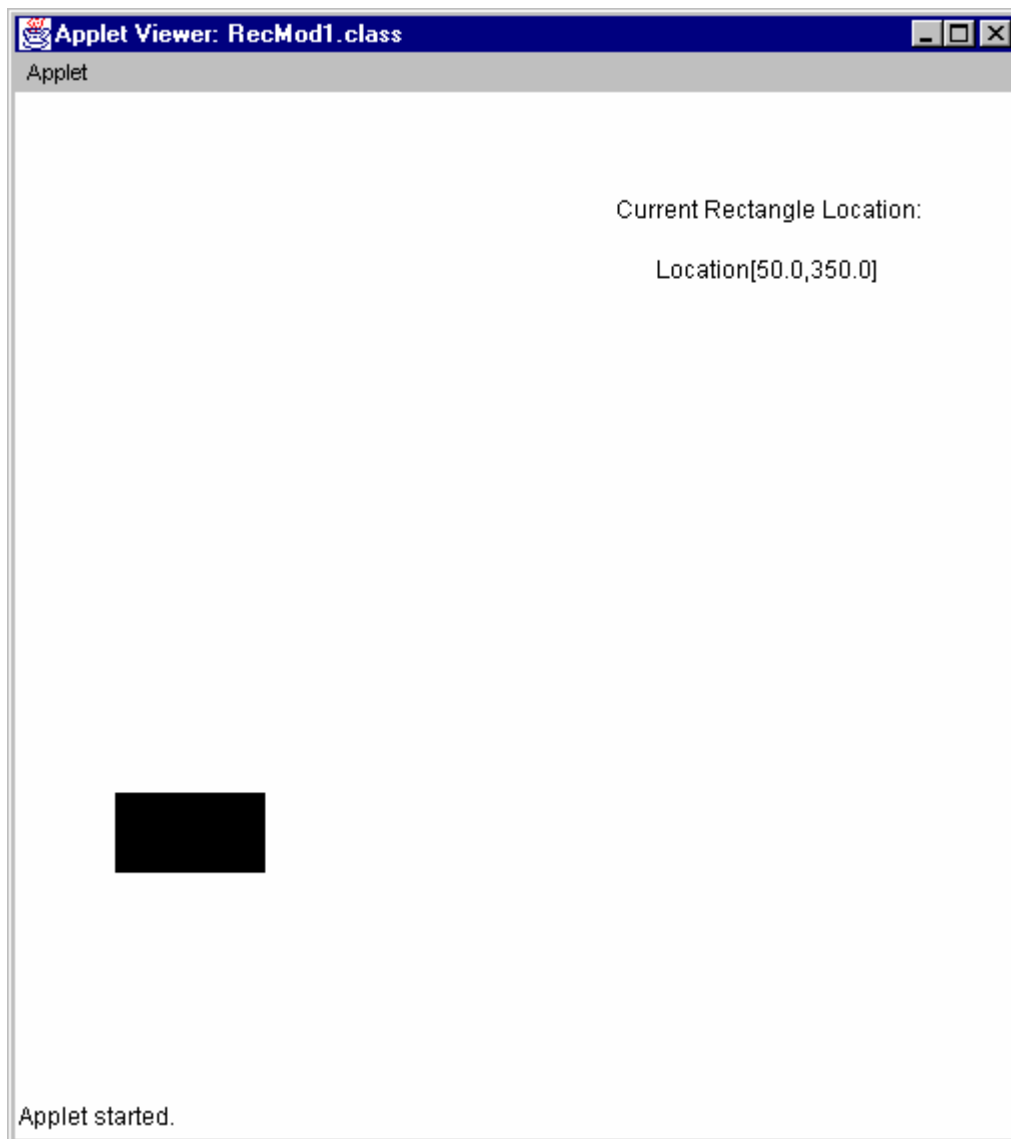 Applet Viewer: RecMod1.class
Applet
Current Rectangle Location:
Location[50.0,350.0]
Applet started.